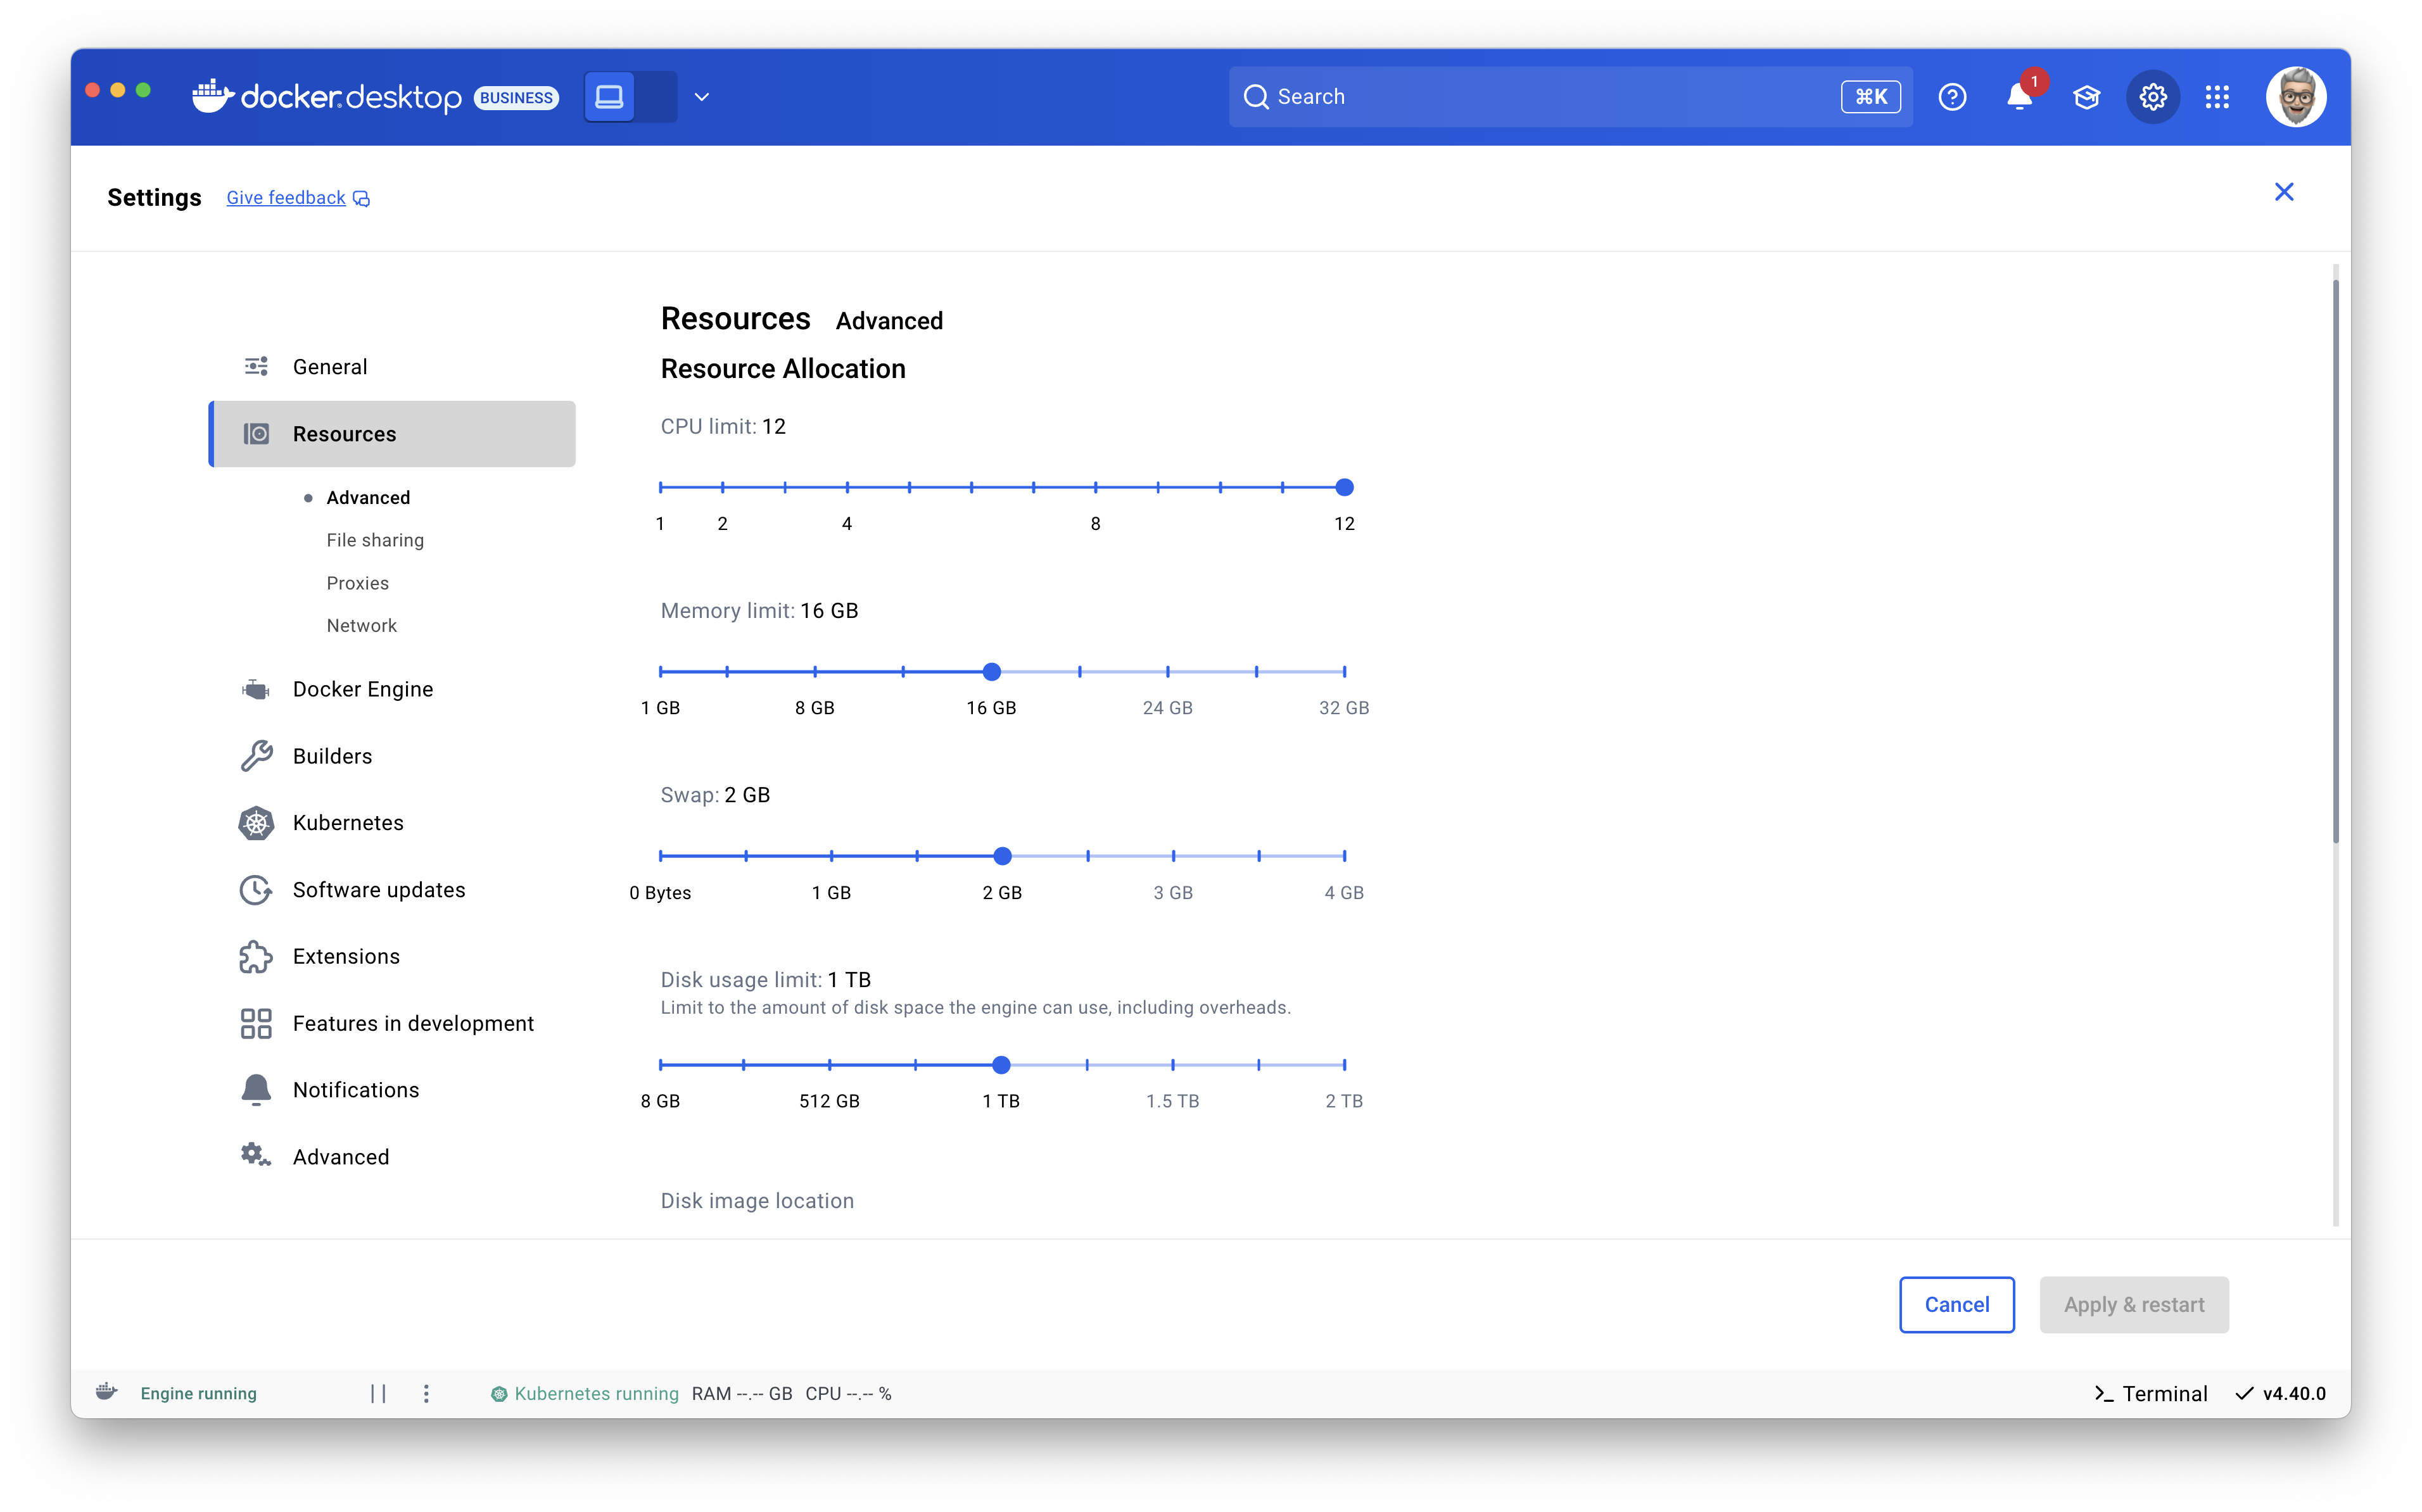 docker desktop BUSINESS
Search
⌘K
1
Settings Give feedback
General
Resources
Advanced
File sharing
Proxies
Network
Docker Engine
Builders
Kubernetes
Software updates
Extensions
Features in development
Notifications
Advanced
Resources Advanced
Resource Allocation
CPU limit: 12
1 2 4 8 12
Memory limit: 16 GB
1 GB 8 GB 16 GB 24 GB 32 GB
Swap: 2 GB
0 Bytes 1 GB 2 GB 3 GB 4 GB
Disk usage limit: 1 TB
Limit to the amount of disk space the engine can use, including overheads.
8 GB 512 GB 1 TB 1.5 TB 2 TB
Disk image location
Cancel Apply & restart
Engine running Kubernetes running RAM --.-- GB CPU --.-- % Terminal v4.40.0